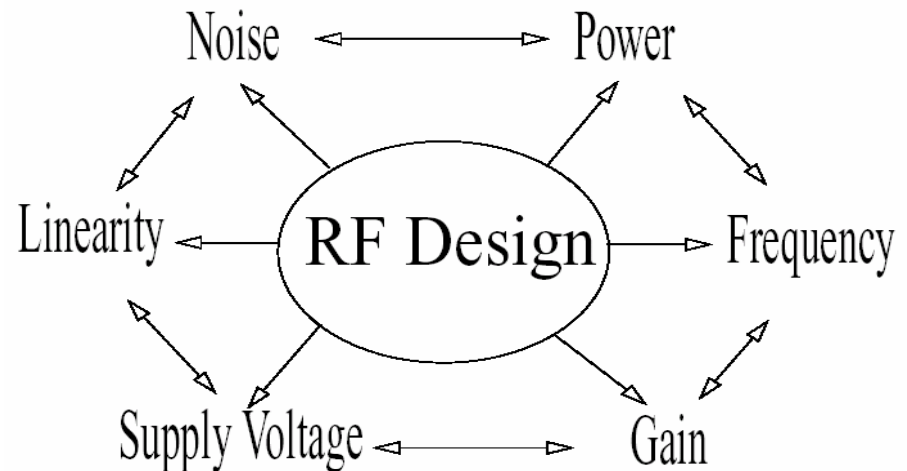 Noise
Power
Linearity
RF Design
Frequency
Supply Voltage
Gain